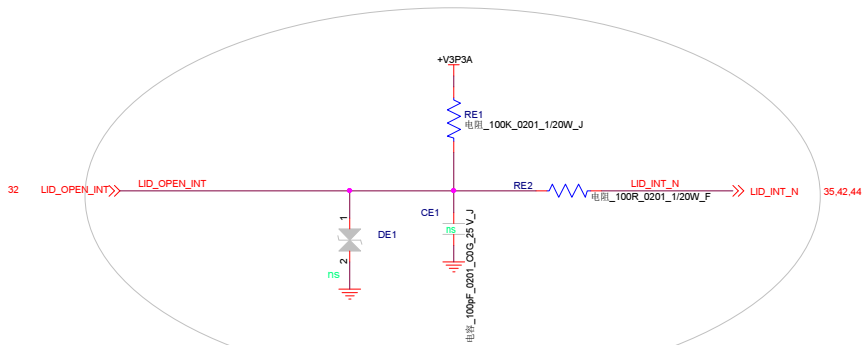 +V3P3A
RE1
电阻_100K_0201_1/20W_J
32
LID_OPEN_INT
LID_OPEN_INT
RE2
LID_INT_N
LID_INT_N
35,42,44
电阻_100R_0201_1/20W_F
1
DE1
2
ns
CE1
ns
电容_100pF_0201_C0G_25 V_J